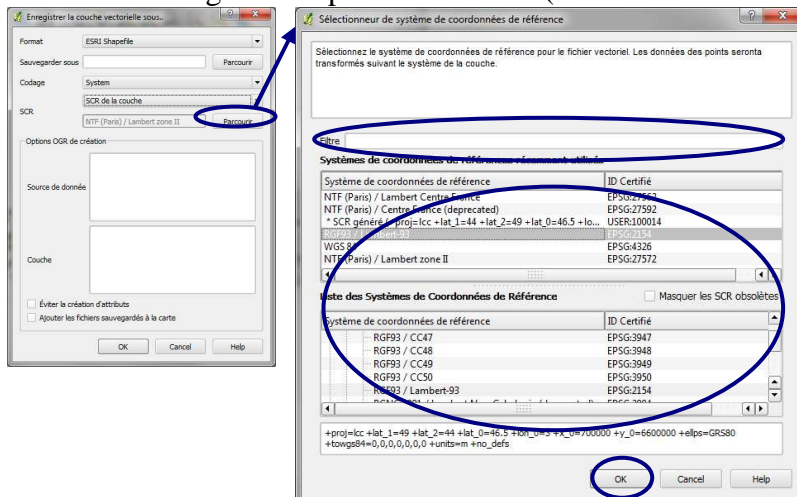 Enregistrer la couche vectorielle sous..
Format
ESRI Shapefile
Sauvegarder sous
Parcourir
Codage
System
SCR de la couche
SCR
NTF (Paris) / Lambert zone II
Parcourir
Options OGR de création
Source de donnée
Couche
Éviter la création d'attributs
Ajouter les fichiers sauvegardés à la carte
OK
Cancel
Help
Sélectionneur de système de coordonnées de référence
Sélectionnez le système de coordonnées de référence pour le fichier vectoriel. Les données des points seronta
transformés suivant le système de la couche.
Filtre
Systèmes de coordonnées de références récemment utilisés
Système de coordonnées de référence ID Certifié
NTF (Paris) / Lambert Centre France
NTF (Paris) / Centre France (deprecated) EPSG:27592
* SCR généré (+proj=lcc +lat_1=44 +lat_2=49 +lat_0=46.5 +lo... USER:100014
RGF93 / Lambert-93 EPSG:2154
WGS 84 EPSG:4326
NTF (Paris) / Lambert zone II EPSG:27572
Liste des Systèmes de Coordonnées de Référence
Masquer les SCR obsolètes
Système de coordonnées de référence ID Certifié
RGF93 / CC47 EPSG:3947
RGF93 / CC48 EPSG:3948
RGF93 / CC49 EPSG:3949
RGF93 / CC50 EPSG:3950
RGF93 / Lambert-93 EPSG:2154
+proj=lcc +lat_1=49 +lat_2=44 +lat_0=46.5 +lon_0=3 +x_0=700000 +y_0=6600000 +ellps=GRS80
+towgs84=0,0,0,0,0,0,0 +units=m +no_defs
OK
Cancel
Help